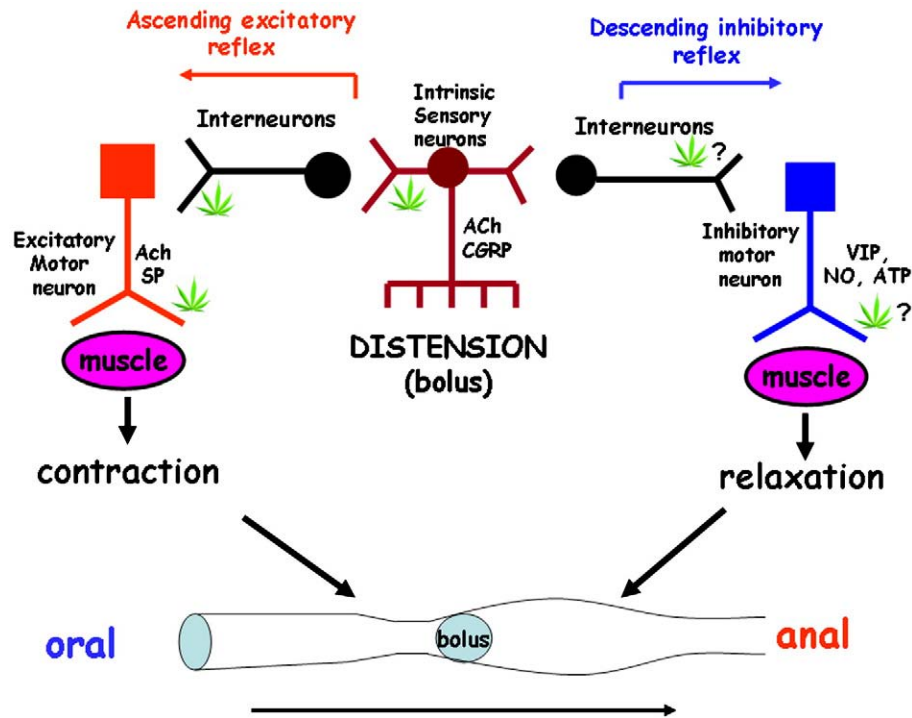 Ascending excitatory
reflex
Descending inhibitory
reflex
Interneurons
Intrinsic
Sensory
neurons
Interneurons
?
Excitatory
Motor
neuron
Ach
SP
ACh
CGRP
Inhibitory
motor
neuron
VIP,
NO, ATP
?
DISTENSION
(bolus)
muscle
muscle
contraction
relaxation
oral
bolus
anal